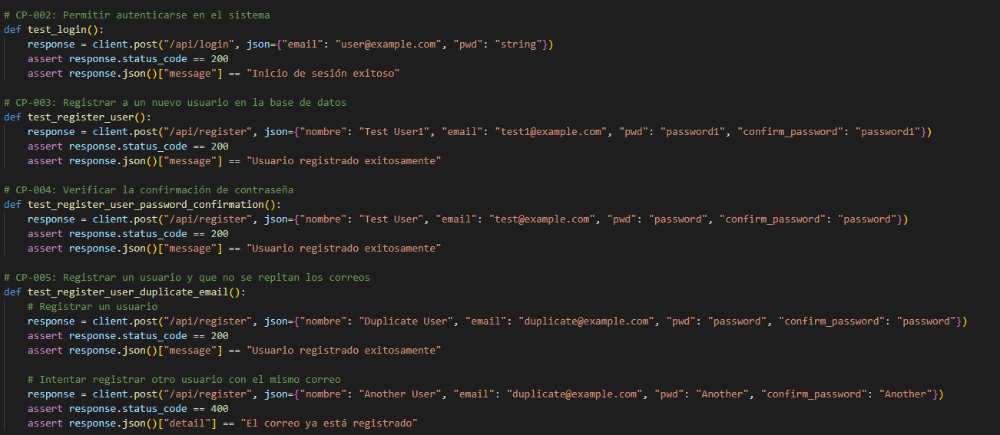 # CP-002: Permitir autenticarse en el sistema
def test_login():
    response = client.post("/api/login", json={"email": "user@example.com", "pwd": "string"})
    assert response.status_code == 200
    assert response.json()["message"] == "Inicio de sesión exitoso"

# CP-003: Registrar a un nuevo usuario en la base de datos
def test_register_user():
    response = client.post("/api/register", json={"nombre": "Test User1", "email": "test1@example.com", "pwd": "password1", "confirm_password": "password1"})
    assert response.status_code == 200
    assert response.json()["message"] == "Usuario registrado exitosamente"

# CP-004: Verificar la confirmación de contraseña
def test_register_user_password_confirmation():
    response = client.post("/api/register", json={"nombre": "Test User", "email": "test@example.com", "pwd": "password", "confirm_password": "password"})
    assert response.status_code == 200
    assert response.json()["message"] == "Usuario registrado exitosamente"

# CP-005: Registrar un usuario y que no se repitan los correos
def test_register_user_duplicate_email():
    # Registrar un usuario
    response = client.post("/api/register", json={"nombre": "Duplicate User", "email": "duplicate@example.com", "pwd": "password", "confirm_password": "password"})
    assert response.status_code == 200
    assert response.json()["message"] == "Usuario registrado exitosamente"

    # Intentar registrar otro usuario con el mismo correo
    response = client.post("/api/register", json={"nombre": "Another User", "email": "duplicate@example.com", "pwd": "Another", "confirm_password": "Another"})
    assert response.status_code == 400
    assert response.json()["detail"] == "El correo ya está registrado"